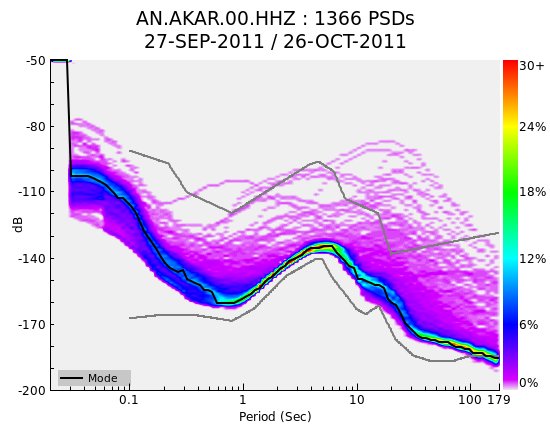 AN.AKAR.00.HHZ : 1366 PSDs
27-SEP-2011 / 26-OCT-2011
-50
-80
-110
-140
-170
-200
dB
30+
24%
18%
12%
6%
0%
Mode
0.1 1 10 100 179
Period (Sec)